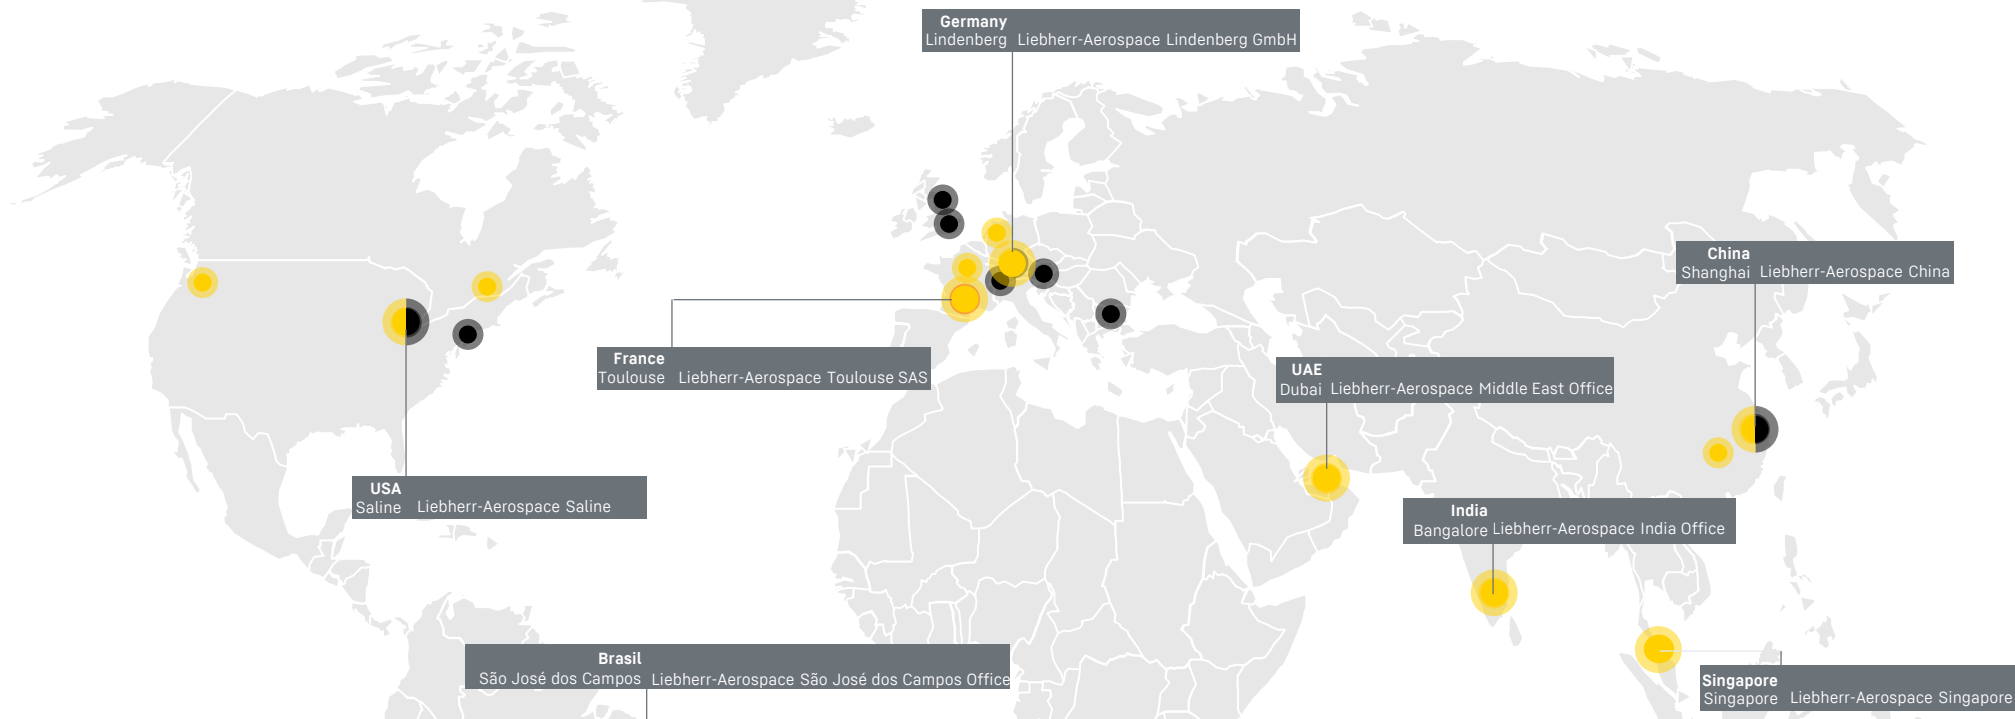 Germany
Lindenberg Liebherr-Aerospace Lindenberg GmbH
China
Shanghai Liebherr-Aerospace China
France
Toulouse Liebherr-Aerospace Toulouse SAS
UAE
Dubai Liebherr-Aerospace Middle East Office
USA
Saline Liebherr-Aerospace Saline
India
Bangalore Liebherr-Aerospace India Office
Brasil
São José dos Campos Liebherr-Aerospace São José dos Campos Office
Singapore
Singapore Liebherr-Aerospace Singapore